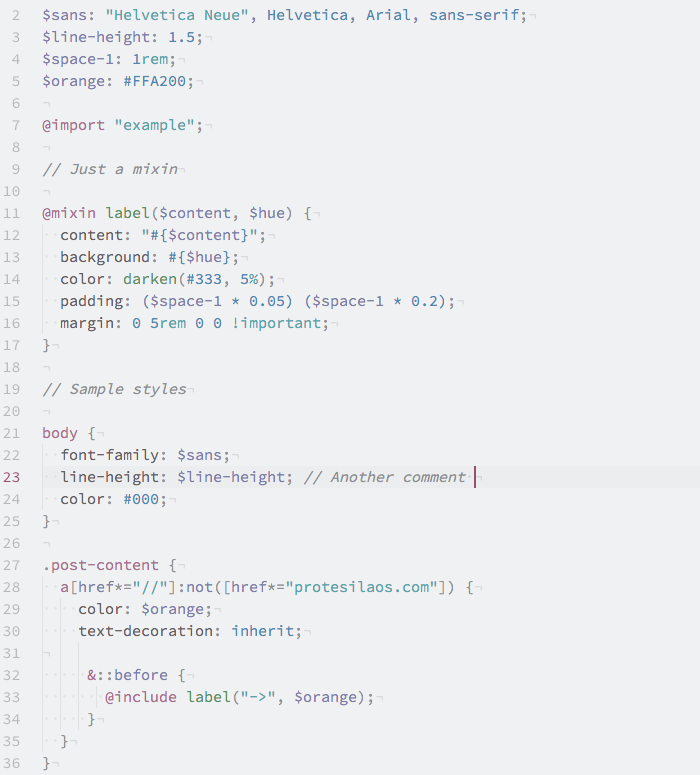 2 $sans: "Helvetica Neue", Helvetica, Arial, sans-serif;¬
3 $line-height: 1.5;¬
4 $space-1: 1rem;¬
5 $orange: #FFA200;¬
6 ¬
7 @import "example";¬
8 ¬
9 // Just a mixin¬
10 ¬
11 @mixin label($content, $hue) {¬
12 ··content: "#{$content}";¬
13 ··background: #{$hue};¬
14 ··color: darken(#333, 5%);¬
15 ··padding: ($space-1 * 0.05) ($space-1 * 0.2);¬
16 ··margin: 0 5rem 0 0 !important;¬
17 }¬
18 ¬
19 // Sample styles¬
20 ¬
21 body {¬
22 ··font-family: $sans;¬
23 ··line-height: $line-height; // Another comment·¬
24 ··color: #000;¬
25 }¬
26 ¬
27 .post-content {¬
28 ··a[href*="//"]:not([href*="protesilaos.com"]) {¬
29 ····color: $orange;¬
30 ····text-decoration: inherit;¬
31 ¬
32 ····&::before {¬
33 ······@include label("->", $orange);¬
34 ····}¬
35 ··}¬
36 }¬